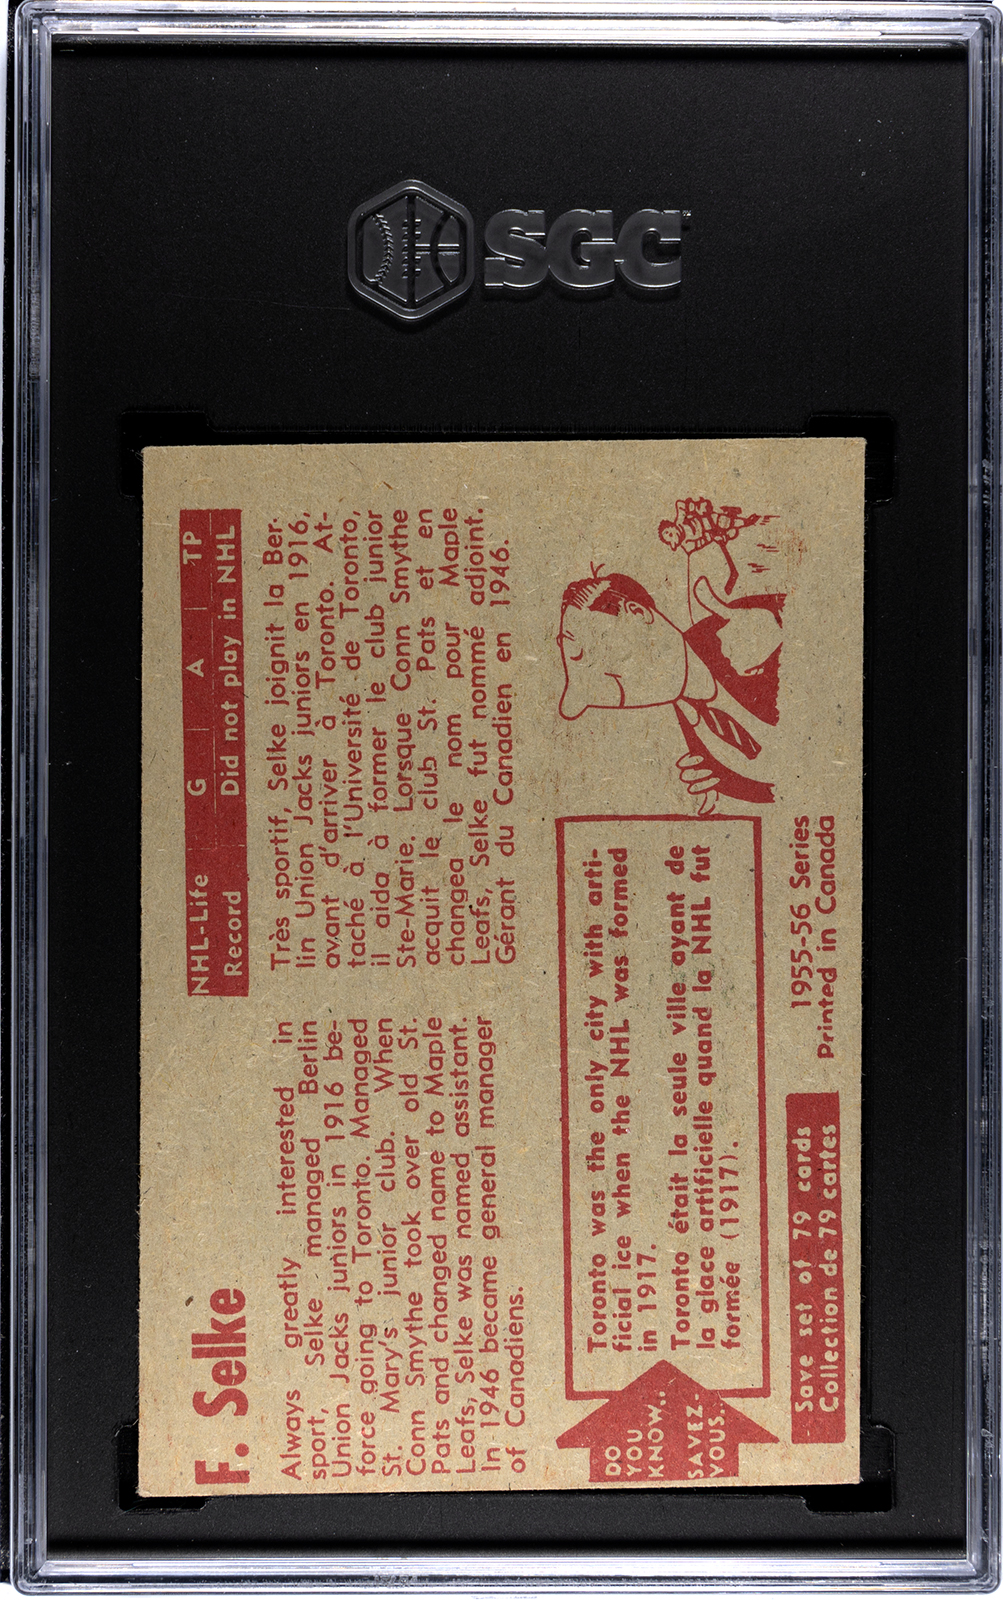 SGC
F. Selke
Always greatly interested in
sport, Selke managed Berlin
Union Jacks juniors in 1916 be-
force going to Toronto. Managed
St. Mary's junior club. When
Conn Smythe took over old St.
Pats and changed name to Maple
Leafs, Selke was named assistant.
In 1946 became general manager
of Canadiens.
NHL-Life G A TP
Record Did not play in NHL
Très sportif, Selke joignit la Ber-
lin Union Jacks juniors en 1916,
avant d'arriver à Toronto. At-
taché à l'Université de Toronto,
il aida à former le club junior
Ste-Marie. Lorsque Conn Smythe
acquit le club St. Pats et en
changea le nom pour Maple
Leafs, Selke fut nommé adjoint.
Gérant du Canadien en 1946.
DO
YOU
KNOW..
SAVEZ-
VOUS...
Toronto was the only city with arti-
ficial ice when the NHL was formed
in 1917.
Toronto était la seule ville ayant de
la glace artificielle quand la NHL fut
formée (1917).
Save set of 79 cards
Collection de 79 cartes
1955-56 Series
Printed in Canada